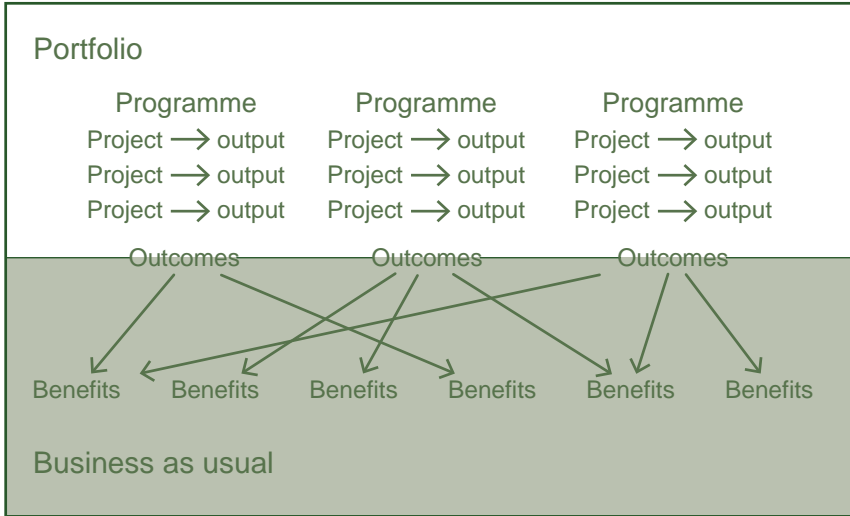 Portfolio
Programme Programme Programme
Project → output Project → output Project → output
Project → output Project → output Project → output
Project → output Project → output Project → output
Outcomes Outcomes Outcomes
Benefits Benefits Benefits Benefits Benefits Benefits
Business as usual